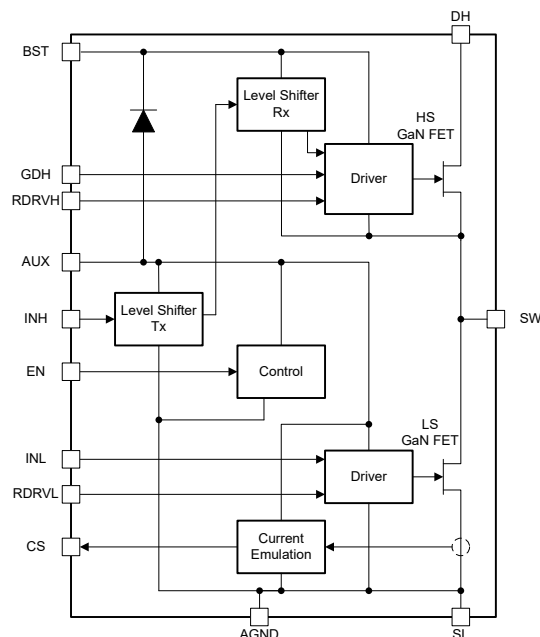 DH
BST
Level Shifter
Rx
HS
GaN FET
GDH
Driver
RDRVH
AUX
INH
Level Shifter
Tx
SW
EN
Control
LS
GaN FET
INL
Driver
RDRVL
CS
Current
Emulation
AGND
SL